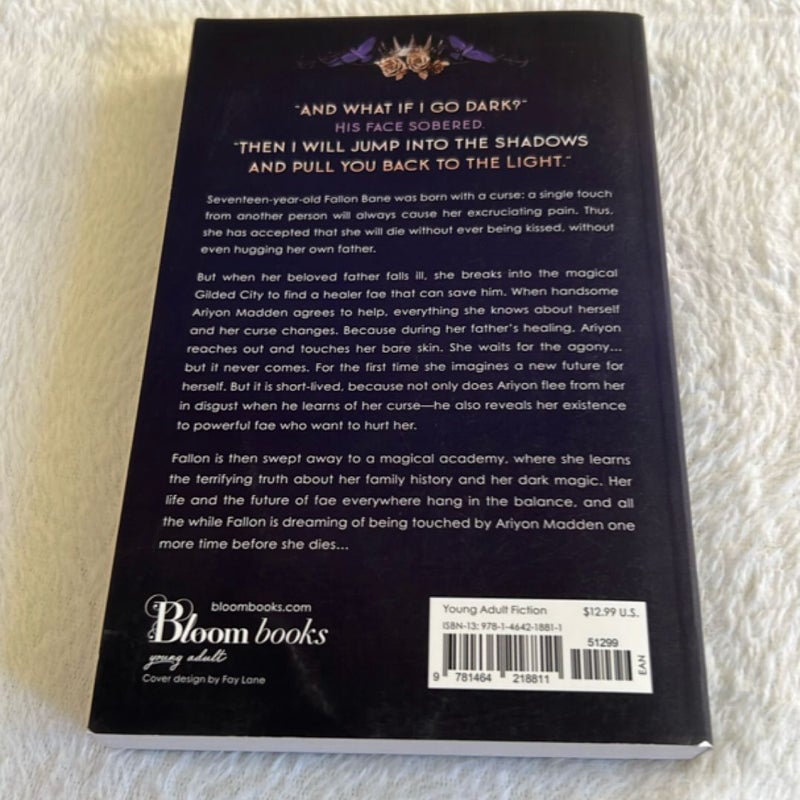 "AND WHAT IF I GO DARK?"
HIS FACE SOBERED.
"THEN I WILL JUMP INTO THE SHADOWS
AND PULL YOU BACK TO THE LIGHT."
Seventeen-year-old Fallon Bane was born with a curse: a single touch
from another person will always cause her excruciating pain. Thus,
she has accepted that she will die without ever being kissed, without
even hugging her own father.
But when her beloved father falls ill, she breaks into the magical
Gilded City to find a healer fae that can save him. When handsome
Ariyon Madden agrees to help, everything she knows about herself
and her curse changes. Because during her father's healing, Ariyon
reaches out and touches her bare skin. She waits for the agony...
but it never comes. For the first time she imagines a new future for
herself. But it is short-lived, because not only does Ariyon flee from her
in disgust when he learns of her curse—he also reveals her existence
to powerful fae who want to hurt her.
Fallon is then swept away to a magical academy, where she learns
the terrifying truth about her family history and her dark magic. Her
life and the future of fae everywhere hang in the balance, and all
the while Fallon is dreaming of being touched by Ariyon Madden one
more time before she dies...
bloombooks.com
Bloom books
young adult
Cover design by Fay Lane
Young Adult Fiction $12.99 U.S.
ISBN-13: 978-1-4642-1881-1
51299
EAN
9 781464 218811